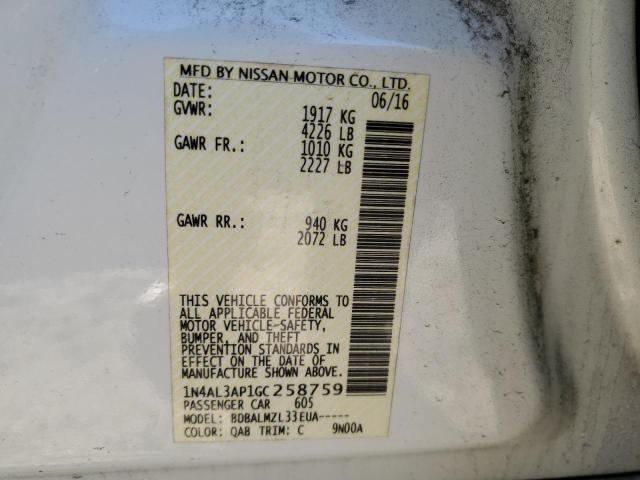 MFD BY NISSAN MOTOR CO., LTD.
DATE: 06/16
GVWR: 1917 KG
4226 LB
GAWR FR.: 1010 KG
2227 LB
GAWR RR.: 940 KG
2072 LB
THIS VEHICLE CONFORMS TO
ALL APPLICABLE FEDERAL
MOTOR VEHICLE-SAFETY,
BUMPER, AND THEFT
PREVENTION STANDARDS IN
EFFECT ON THE DATE OF
MANUFACTURE SHOWN ABOVE.
1N4AL3AP1GC258759
PASSENGER CAR 605
MODEL: BDBALMZL33EUA-----
COLOR: QAB TRIM: C 9N00A